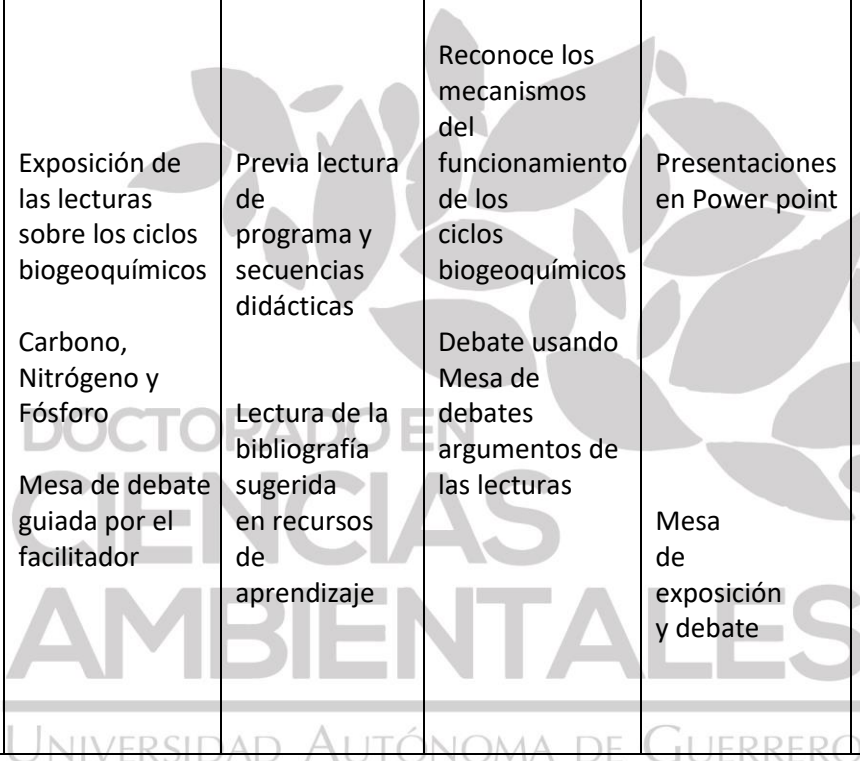 Exposición de
las lecturas
sobre los ciclos
biogeoquímicos
Carbono,
Nitrógeno y
Fósforo
Mesa de debate
guiada por el
facilitador
Previa lectura
de
programa y
secuencias
didácticas
Lectura de la
bibliografía
sugerida
en recursos
de
aprendizaje
Reconoce los
mecanismos
del
funcionamiento
de los
ciclos
biogeoquímicos
Debate usando
Mesa de
debates
argumentos de
las lecturas
Presentaciones
en Power point
Mesa
de
exposición
y debate
DOCTORADO EN
CIENCIAS
AMBIENTALES
UNIVERSIDAD AUTÓNOMA DE GUERRERO